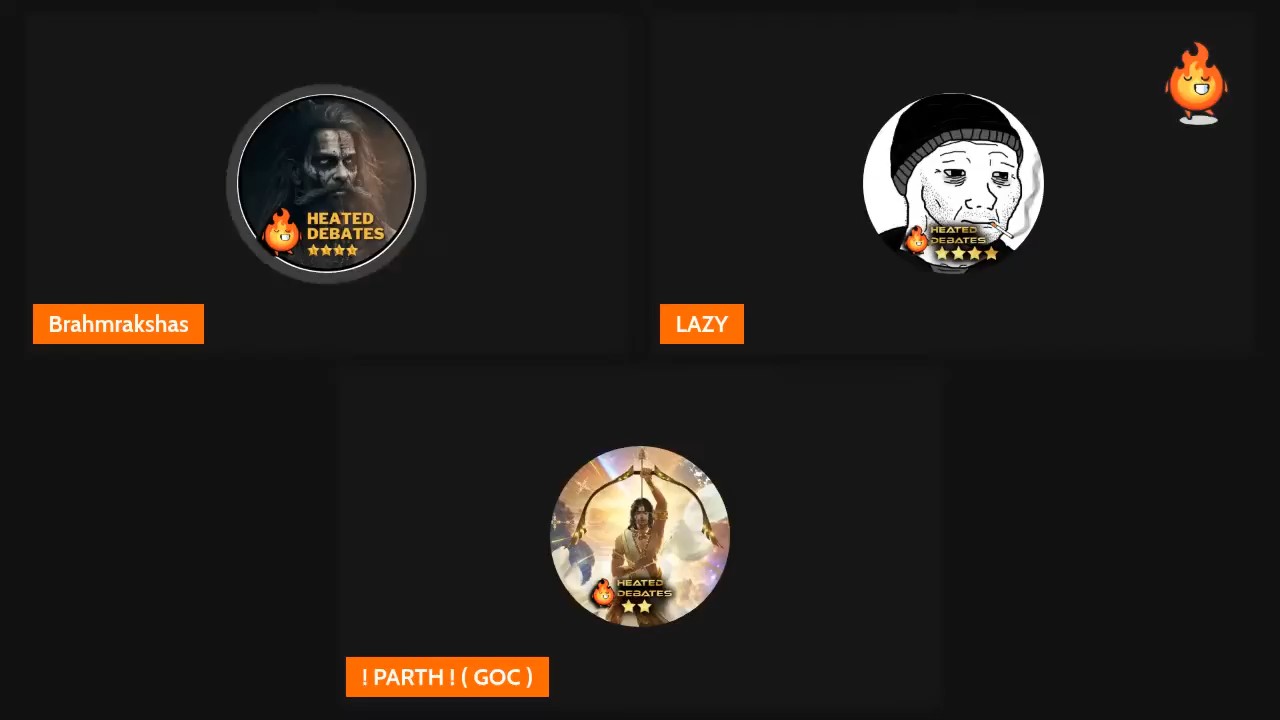 HEATED
DEBATES
Brahmrakshas
HEATED
DEBATES
LAZY
HEATED
DEBATES
! PARTH ! ( GOC )